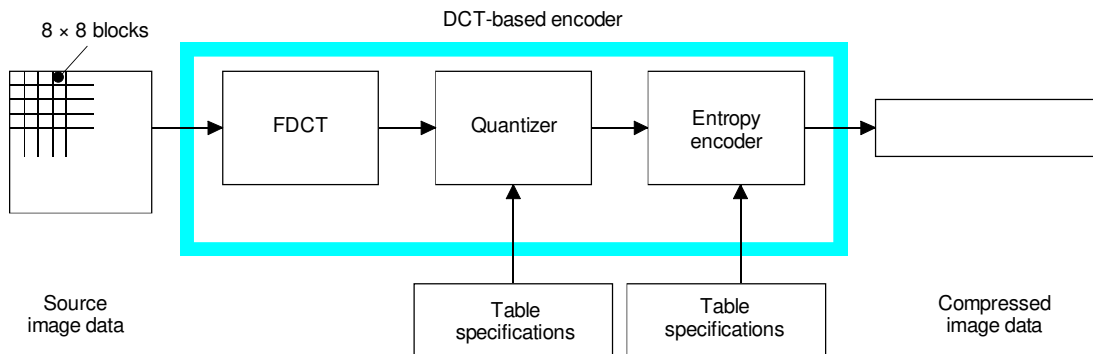 DCT-based encoder
8 × 8 blocks
FDCT
Quantizer
Entropy
encoder
Source
image data
Table
specifications
Table
specifications
Compressed
image data